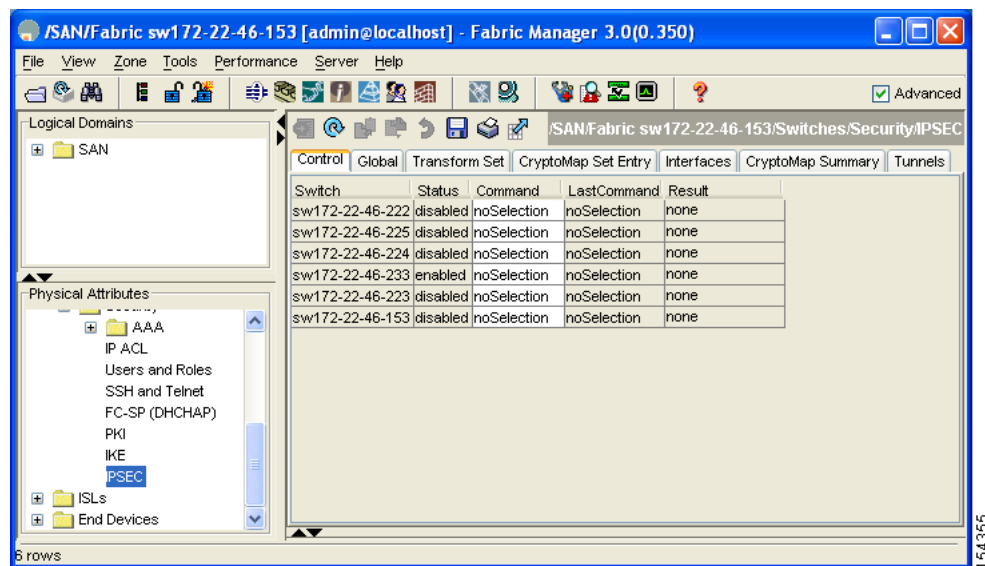 /SAN/Fabric sw172-22-46-153 [admin@localhost] - Fabric Manager 3.0(0.350)
File View Zone Tools Performance Server Help
Advanced
Logical Domains
SAN
/SAN/Fabric sw172-22-46-153/Switches/Security/IPSEC
Control Global Transform Set CryptoMap Set Entry Interfaces CryptoMap Summary Tunnels
Switch Status Command LastCommand Result
sw172-22-46-222 disabled noSelection noSelection none
sw172-22-46-225 disabled noSelection noSelection none
sw172-22-46-224 disabled noSelection noSelection none
sw172-22-46-233 enabled noSelection noSelection none
sw172-22-46-223 disabled noSelection noSelection none
sw172-22-46-153 disabled noSelection noSelection none
Physical Attributes
AAA
IP ACL
Users and Roles
SSH and Telnet
FC-SP (DHCHAP)
PKI
IKE
IPSEC
ISLs
End Devices
6 rows
154355